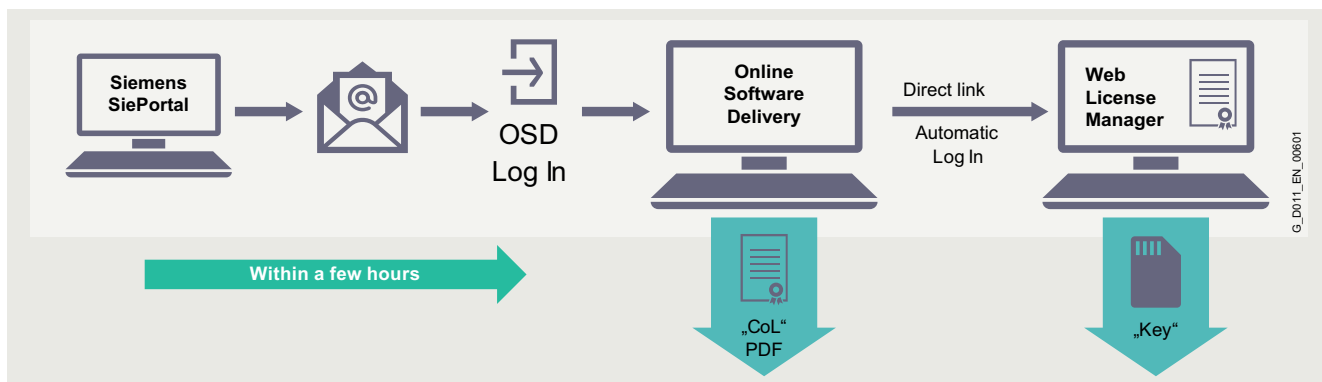 Siemens
SiePortal
@
OSD
Log In
Online
Software
Delivery
Direct link
Automatic
Log In
Web
License
Manager
G_D011_EN_00601
Within a few hours
„CoL“
PDF
„Key“